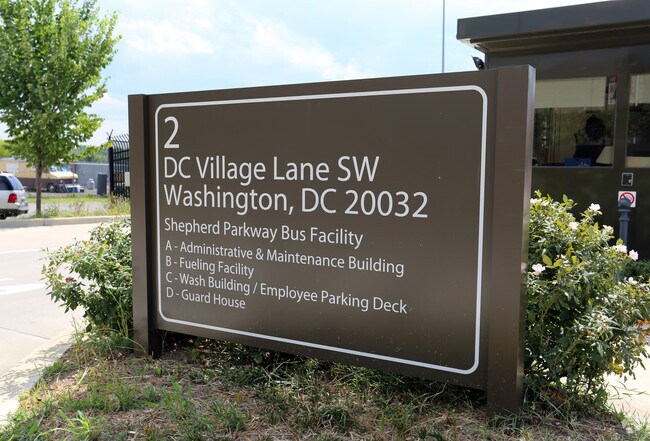 2
DC Village Lane SW
Washington, DC 20032
Shepherd Parkway Bus Facility
A - Administrative & Maintenance Building
B - Fueling Facility
C - Wash Building / Employee Parking Deck
D - Guard House